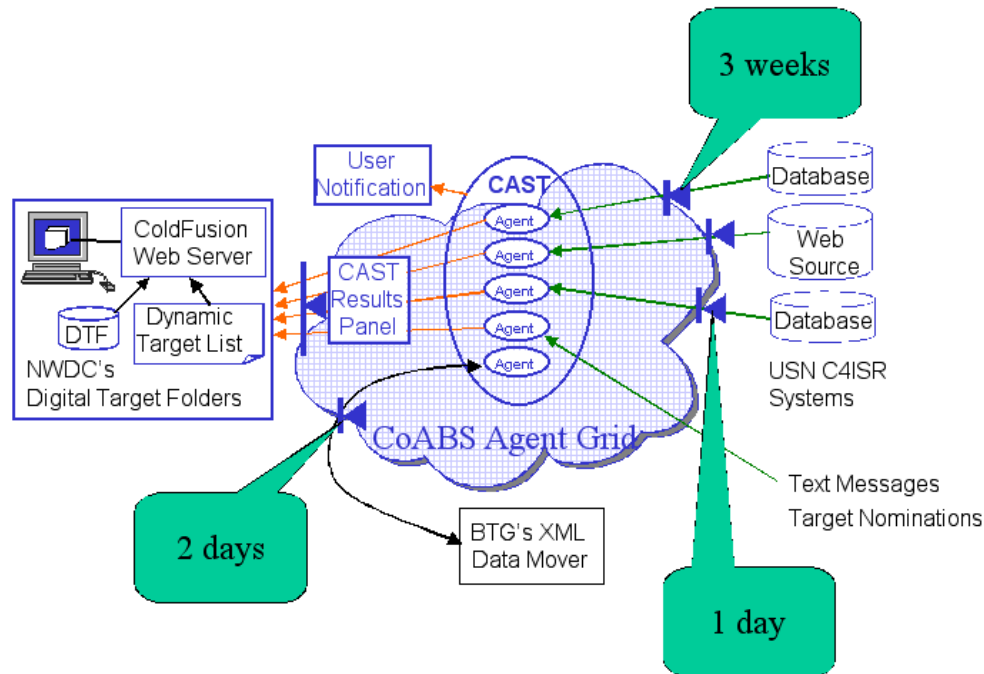 3 weeks
User
Notification
CAST
Database
ColdFusion
Web Server
Agent
Agent
Web
Source
CAST
Results
Panel
Agent
DTF
Dynamic
Target List
Agent
Database
NWDC's
Digital Target Folders
Agent
USN C4ISR
Systems
CoABS Agent Grid
Text Messages
Target Nominations
2 days
BTG's XML
Data Mover
1 day